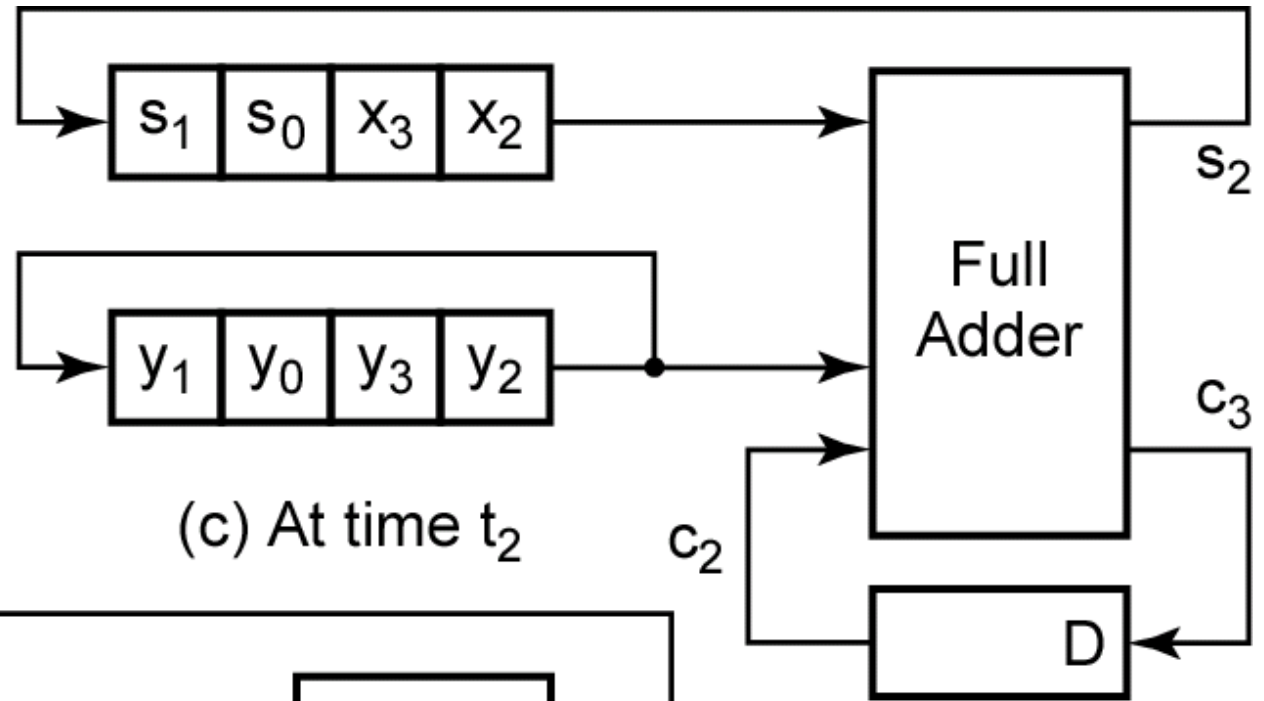 s₁ s₀ x₃ x₂
s₂
Full
Adder
y₁ y₀ y₃ y₂
c₃
(c) At time t₂
c₂
D